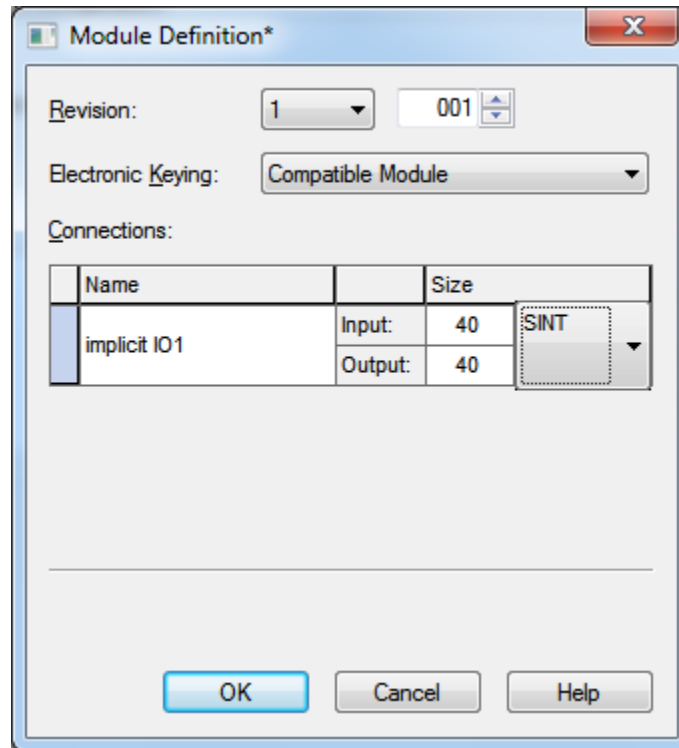 Module Definition*
Revision: 1 001
Electronic Keying: Compatible Module
Connections:
Name Size
implicit IO1 Input: 40 SINT
Output: 40
OK Cancel Help